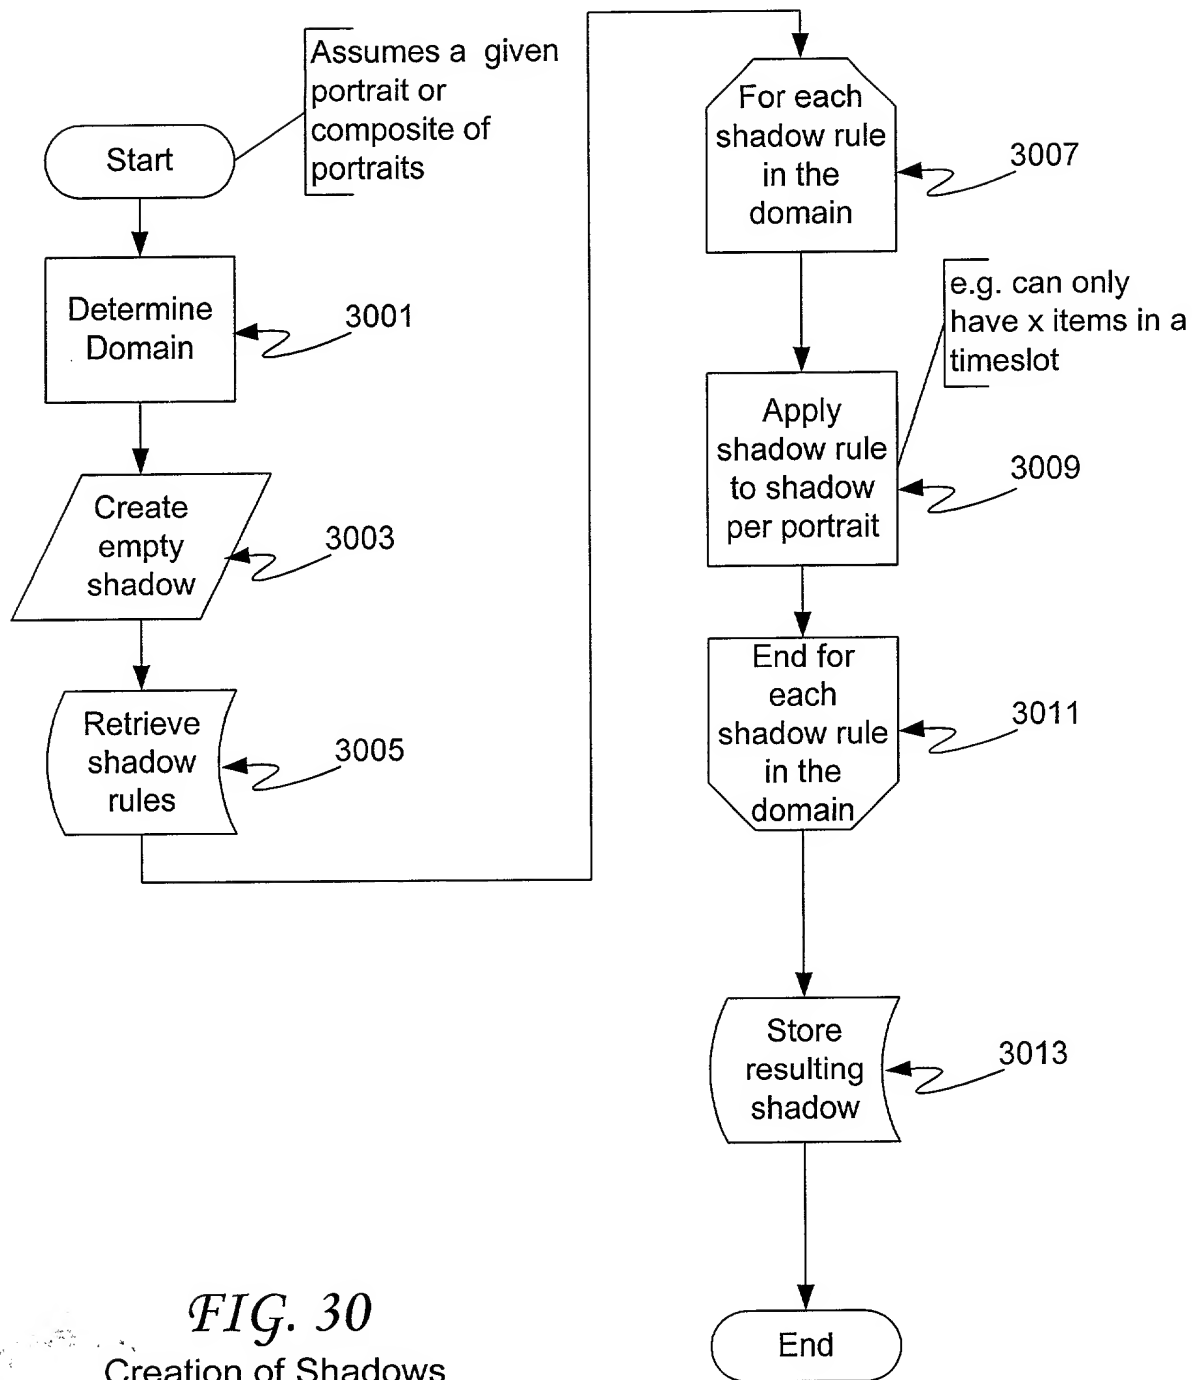 Assumes a given
portrait or
composite of
portraits
Start
Determine
Domain
3001
Create
empty
shadow
3003
Retrieve
shadow
rules
3005
For each
shadow rule
in the
domain
3007
e.g. can only
have x items in a
timeslot
Apply
shadow rule
to shadow
per portrait
3009
End for
each
shadow rule
in the
domain
3011
Store
resulting
shadow
3013
End
FIG. 30
Creation of Shadows